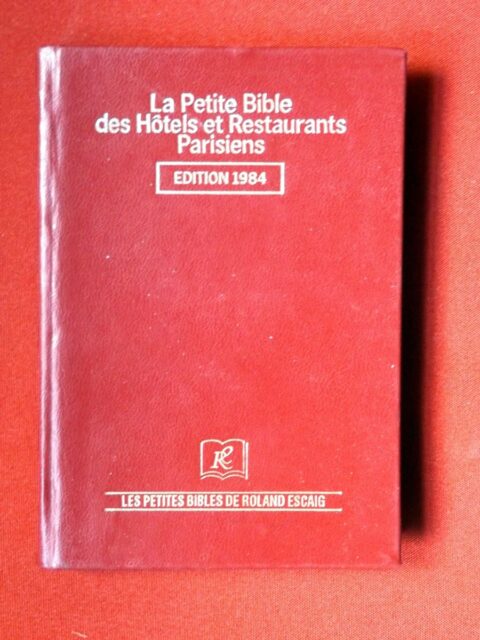 La Petite Bible
des Hôtels et Restaurants
Parisiens
EDITION 1984
RE
LES PETITES BIBLES DE ROLAND ESCAIG